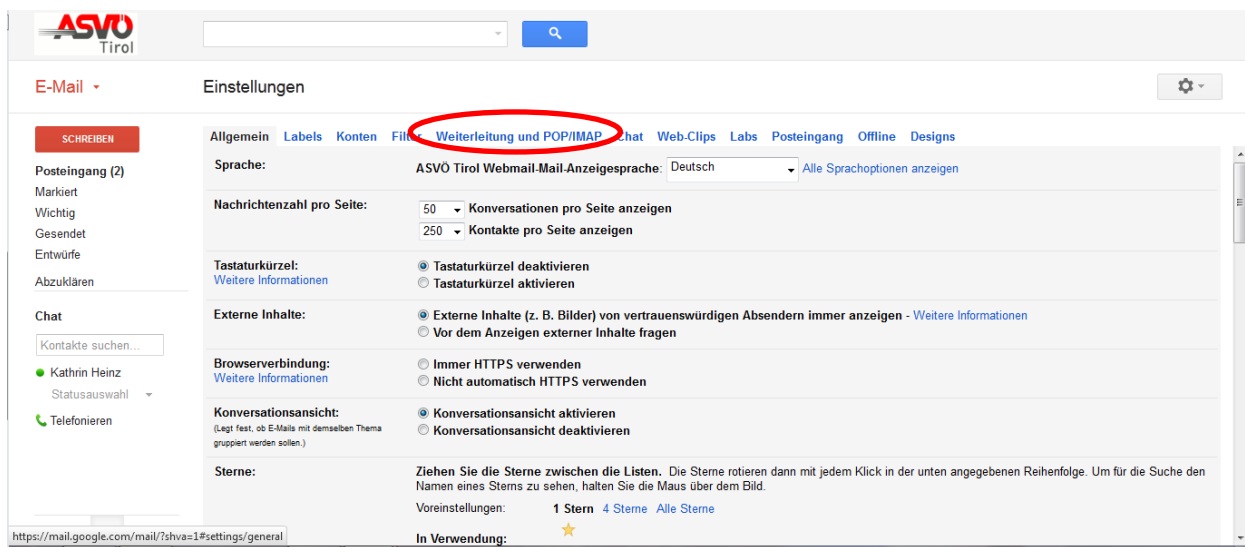 ASVÖ
Tirol
E-Mail
Einstellungen
SCHREIBEN
Posteingang (2)
Markiert
Wichtig
Gesendet
Entwürfe
Abzuklären
Chat
Kontakte suchen...
Kathrin Heinz
Statusauswahl
Telefonieren
Allgemein Labels Konten Filter Weiterleitung und POP/IMAP Chat Web-Clips Labs Posteingang Offline Designs
Sprache: ASVÖ Tirol Webmail-Mail-Anzeigesprache: Deutsch Alle Sprachoptionen anzeigen
Nachrichtenzahl pro Seite: 50 Konversationen pro Seite anzeigen
250 Kontakte pro Seite anzeigen
Tastaturkürzel: Tastaturkürzel deaktivieren
Weitere Informationen Tastaturkürzel aktivieren
Externe Inhalte: Externe Inhalte (z. B. Bilder) von vertrauenswürdigen Absendern immer anzeigen - Weitere Informationen
Vor dem Anzeigen externer Inhalte fragen
Browserverbindung: Immer HTTPS verwenden
Weitere Informationen Nicht automatisch HTTPS verwenden
Konversationsansicht: Konversationsansicht aktivieren
(Legt fest, ob E-Mails mit demselben Thema Konversationsansicht deaktivieren
gruppiert werden sollen.)
Sterne: Ziehen Sie die Sterne zwischen die Listen. Die Sterne rotieren dann mit jedem Klick in der unten angegebenen Reihenfolge. Um für die Suche den
Namen eines Sterns zu sehen, halten Sie die Maus über dem Bild.
Voreinstellungen: 1 Stern 4 Sterne Alle Sterne
In Verwendung:
https://mail.google.com/mail/?shva=1#settings/general